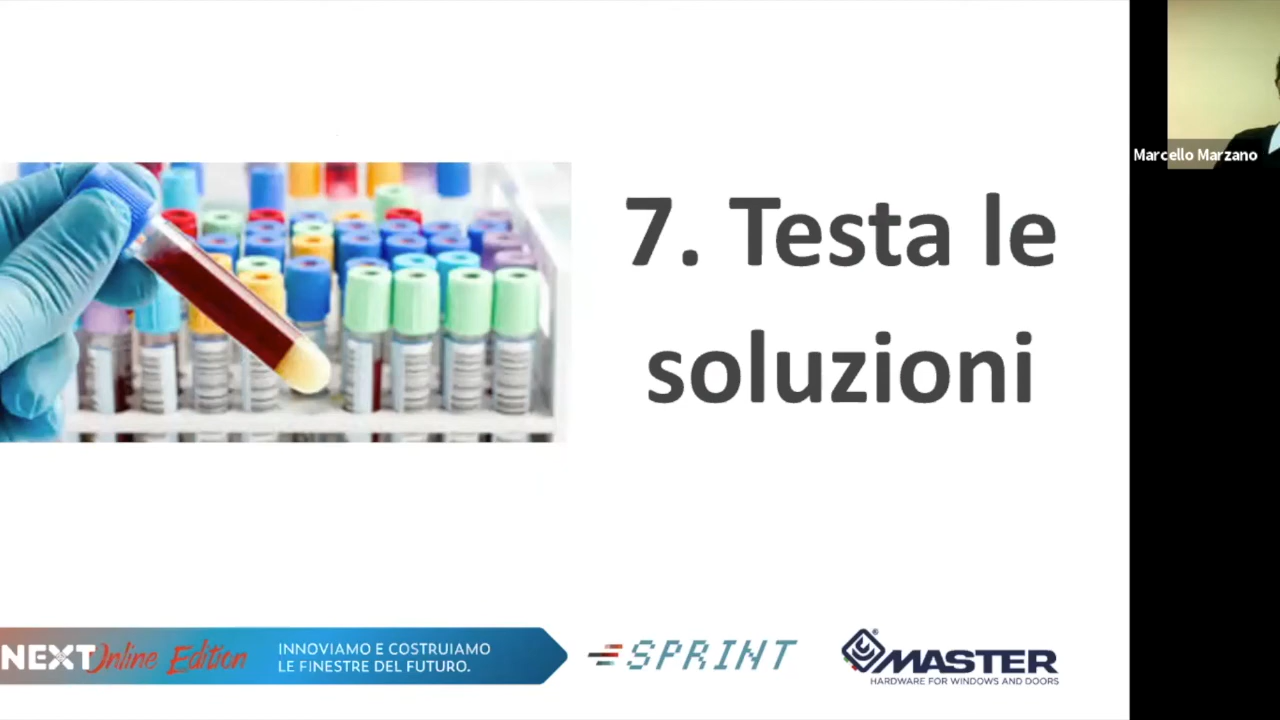 Marcello Marzano
7. Testa le
soluzioni
NEXT Online Edition
INNOVIAMO E COSTRUIAMO
LE FINESTRE DEL FUTURO.
SPRINT
MASTER
HARDWARE FOR WINDOWS AND DOORS